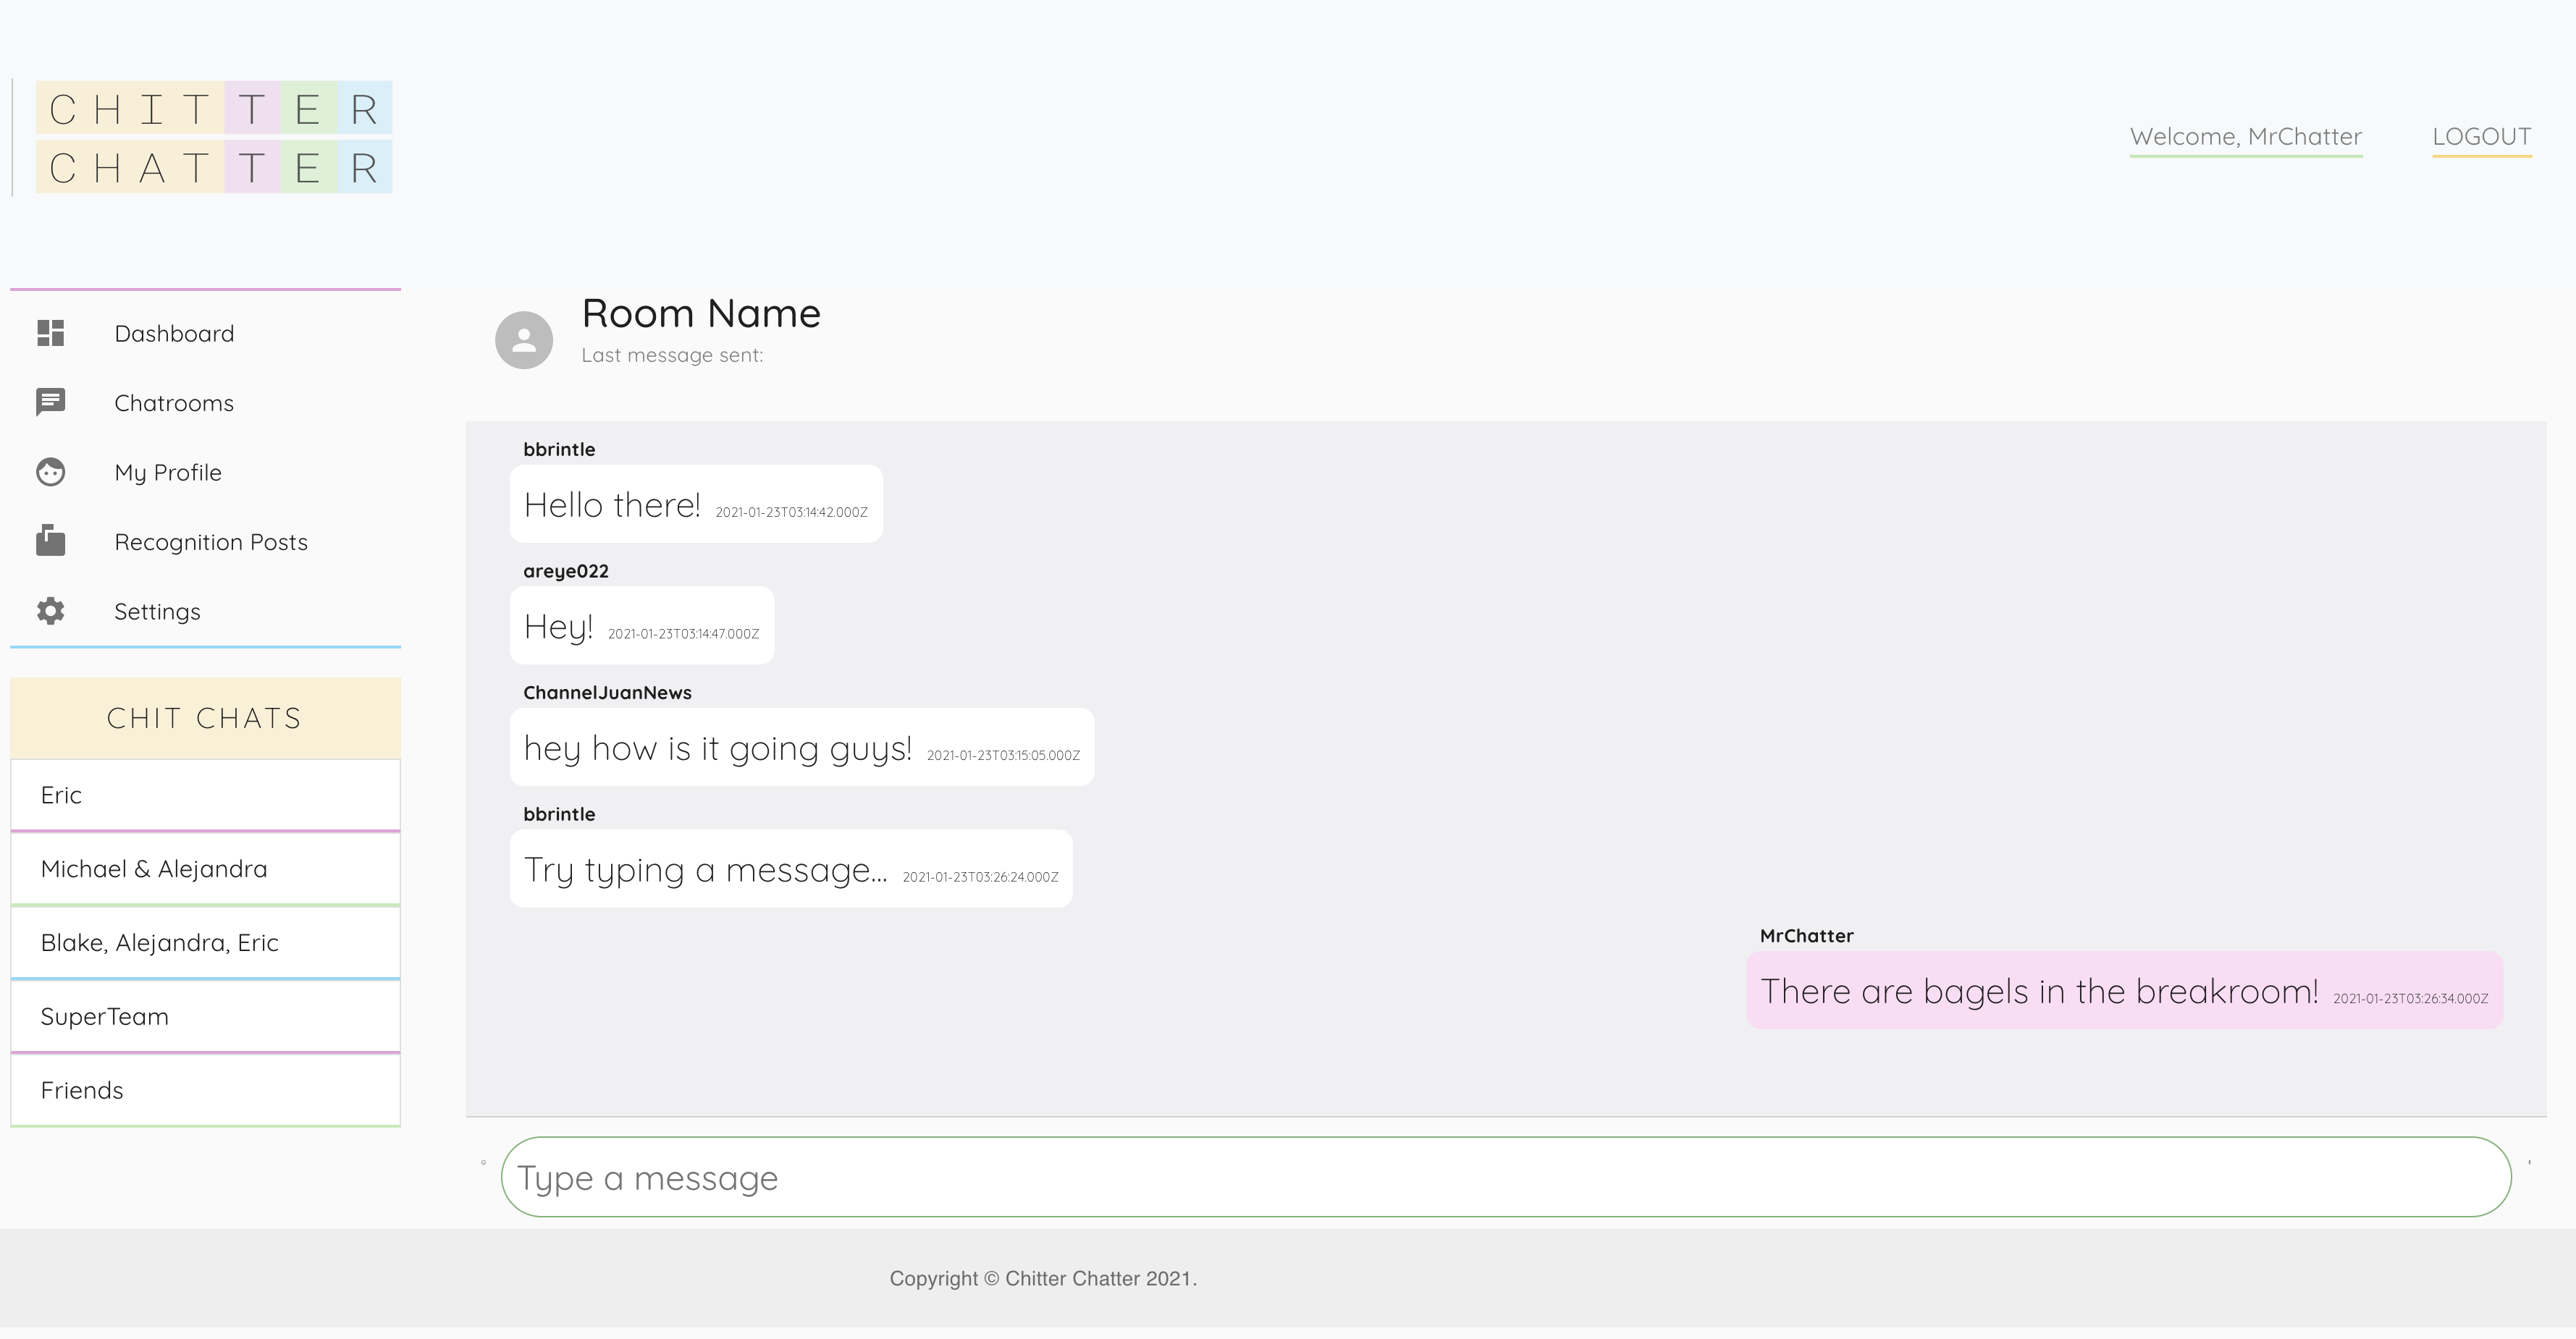 CHITTER
CHATTER
Welcome, MrChatter
LOGOUT
Dashboard
Chatrooms
My Profile
Recognition Posts
Settings
CHIT CHATS
Eric
Michael & Alejandra
Blake, Alejandra, Eric
SuperTeam
Friends
Room Name
Last message sent:
bbrintle
Hello there! 2021-01-23T03:14:42.000Z
areye022
Hey! 2021-01-23T03:14:47.000Z
ChannelJuanNews
hey how is it going guys! 2021-01-23T03:15:05.000Z
bbrintle
Try typing a message... 2021-01-23T03:26:24.000Z
MrChatter
There are bagels in the breakroom! 2021-01-23T03:26:34.000Z
Type a message
Copyright © Chitter Chatter 2021.